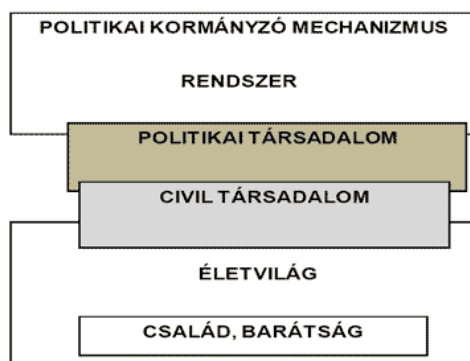 POLITIKAI KORMÁNYZÓ MECHANIZMUS
RENDSZER
POLITIKAI TÁRSADALOM
CIVIL TÁRSADALOM
ÉLETVILÁG
CSALÁD, BARÁTSÁG